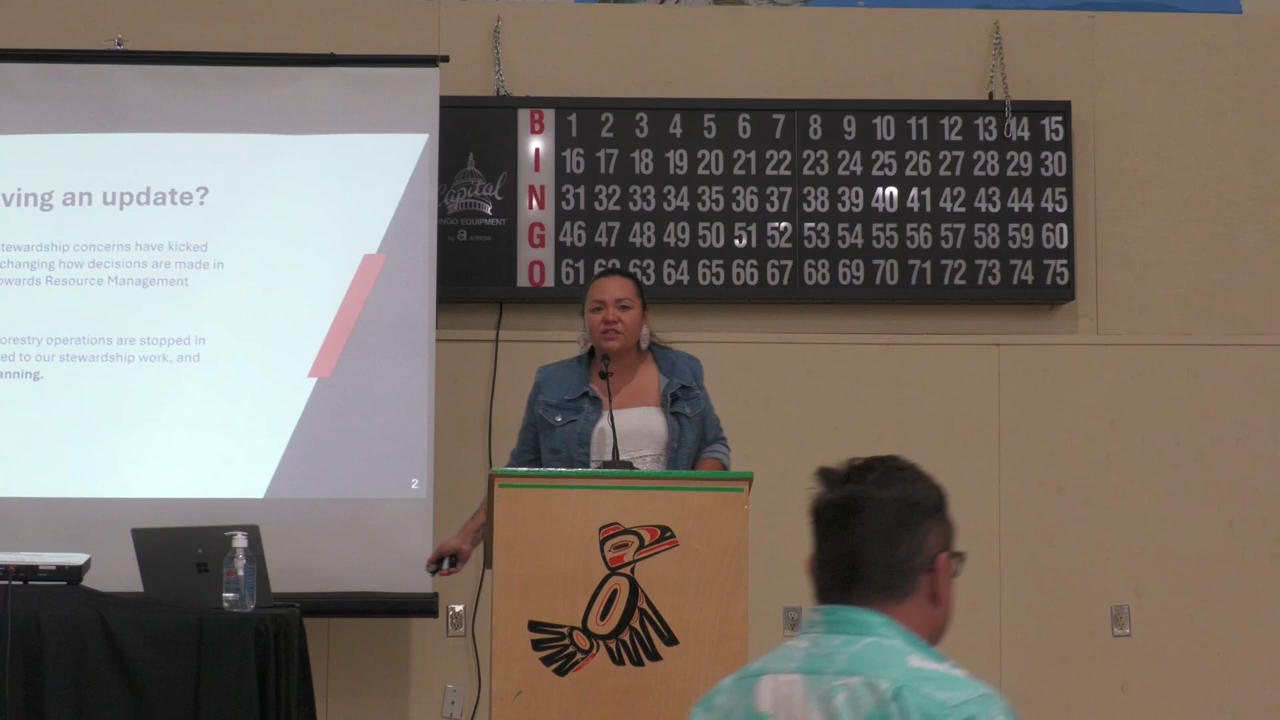 ving an update?
tewardship concerns have kicked
changing how decisions are made in
owards Resource Management
orestry operations are stopped in
ed to our stewardship work, and
anning.
2
Capital
INGO EQUIPMENT
by a ARROW
B 1 2 3 4 5 6 7 8 9 10 11 12 13 14 15
I 16 17 18 19 20 21 22 23 24 25 26 27 28 29 30
N 31 32 33 34 35 36 37 38 39 40 41 42 43 44 45
G 46 47 48 49 50 51 52 53 54 55 56 57 58 59 60
O 61 62 63 64 65 66 67 68 69 70 71 72 73 74 75